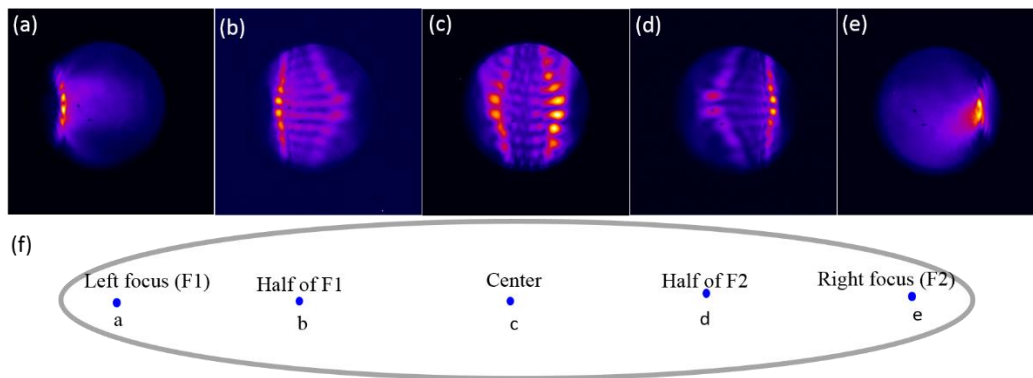 (a) (b) (c) (d) (e)
(f)
Left focus (F1) Half of F1 Center Half of F2 Right focus (F2)
a b c d e